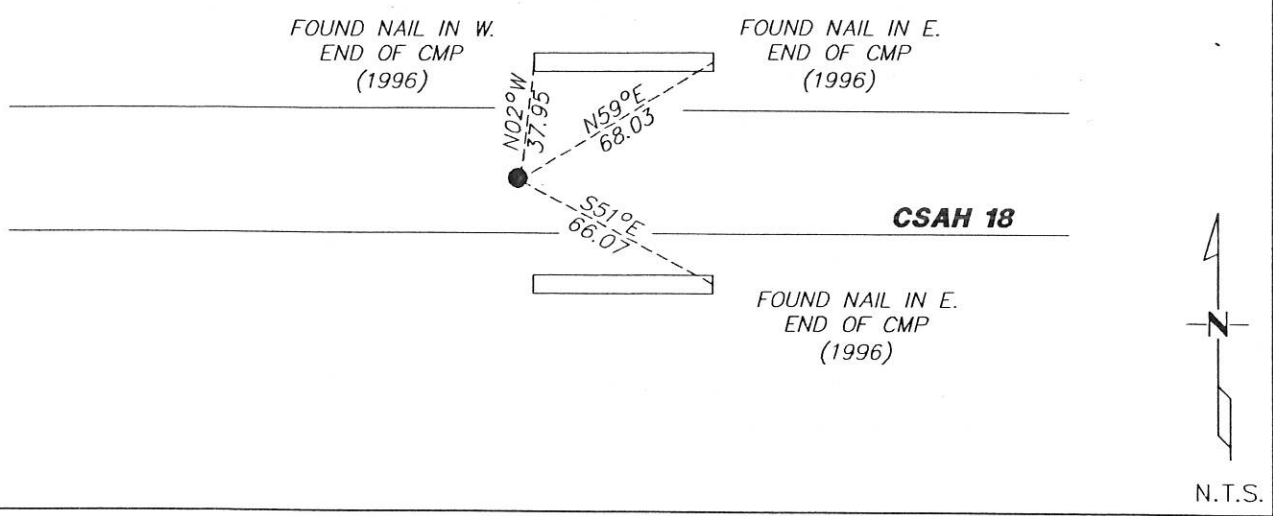 FOUND NAIL IN W.
END OF CMP
(1996)
FOUND NAIL IN E.
END OF CMP
(1996)
N02°W
37.95
N59°E
68.03
S51°E
66.07
CSAH 18
FOUND NAIL IN E.
END OF CMP
(1996)
N
N.T.S.